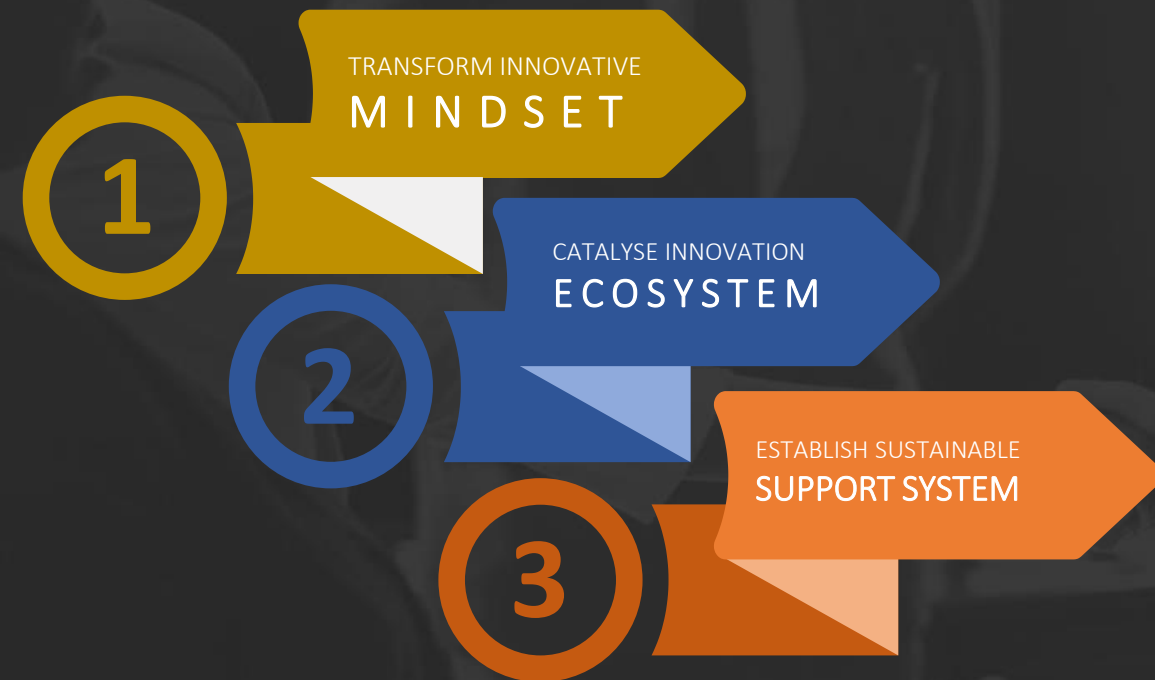 1
TRANSFORM INNOVATIVE
MINDSET
2
CATALYSE INNOVATION
ECOSYSTEM
3
ESTABLISH SUSTAINABLE
SUPPORT SYSTEM